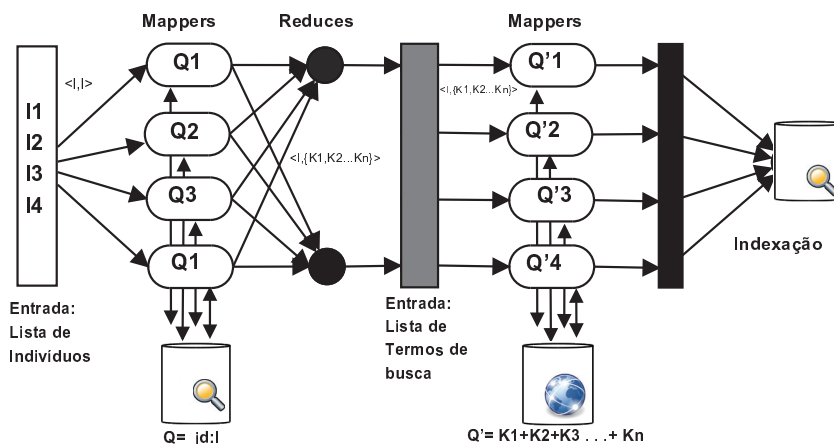 Mappers
Reduces
Mappers
<I,I>
I1
I2
I3
I4
Q1
Q2
Q3
Q1
<I,{K1,K2...Kn}>
<I,{K1,K2...Kn}>
Q’1
Q’2
Q’3
Q’4
Indexação
Entrada:
Lista de
Indivíduos
Entrada:
Lista de
Termos de
busca
Q= id:I
Q’= K1+K2+K3 . . .+ Kn